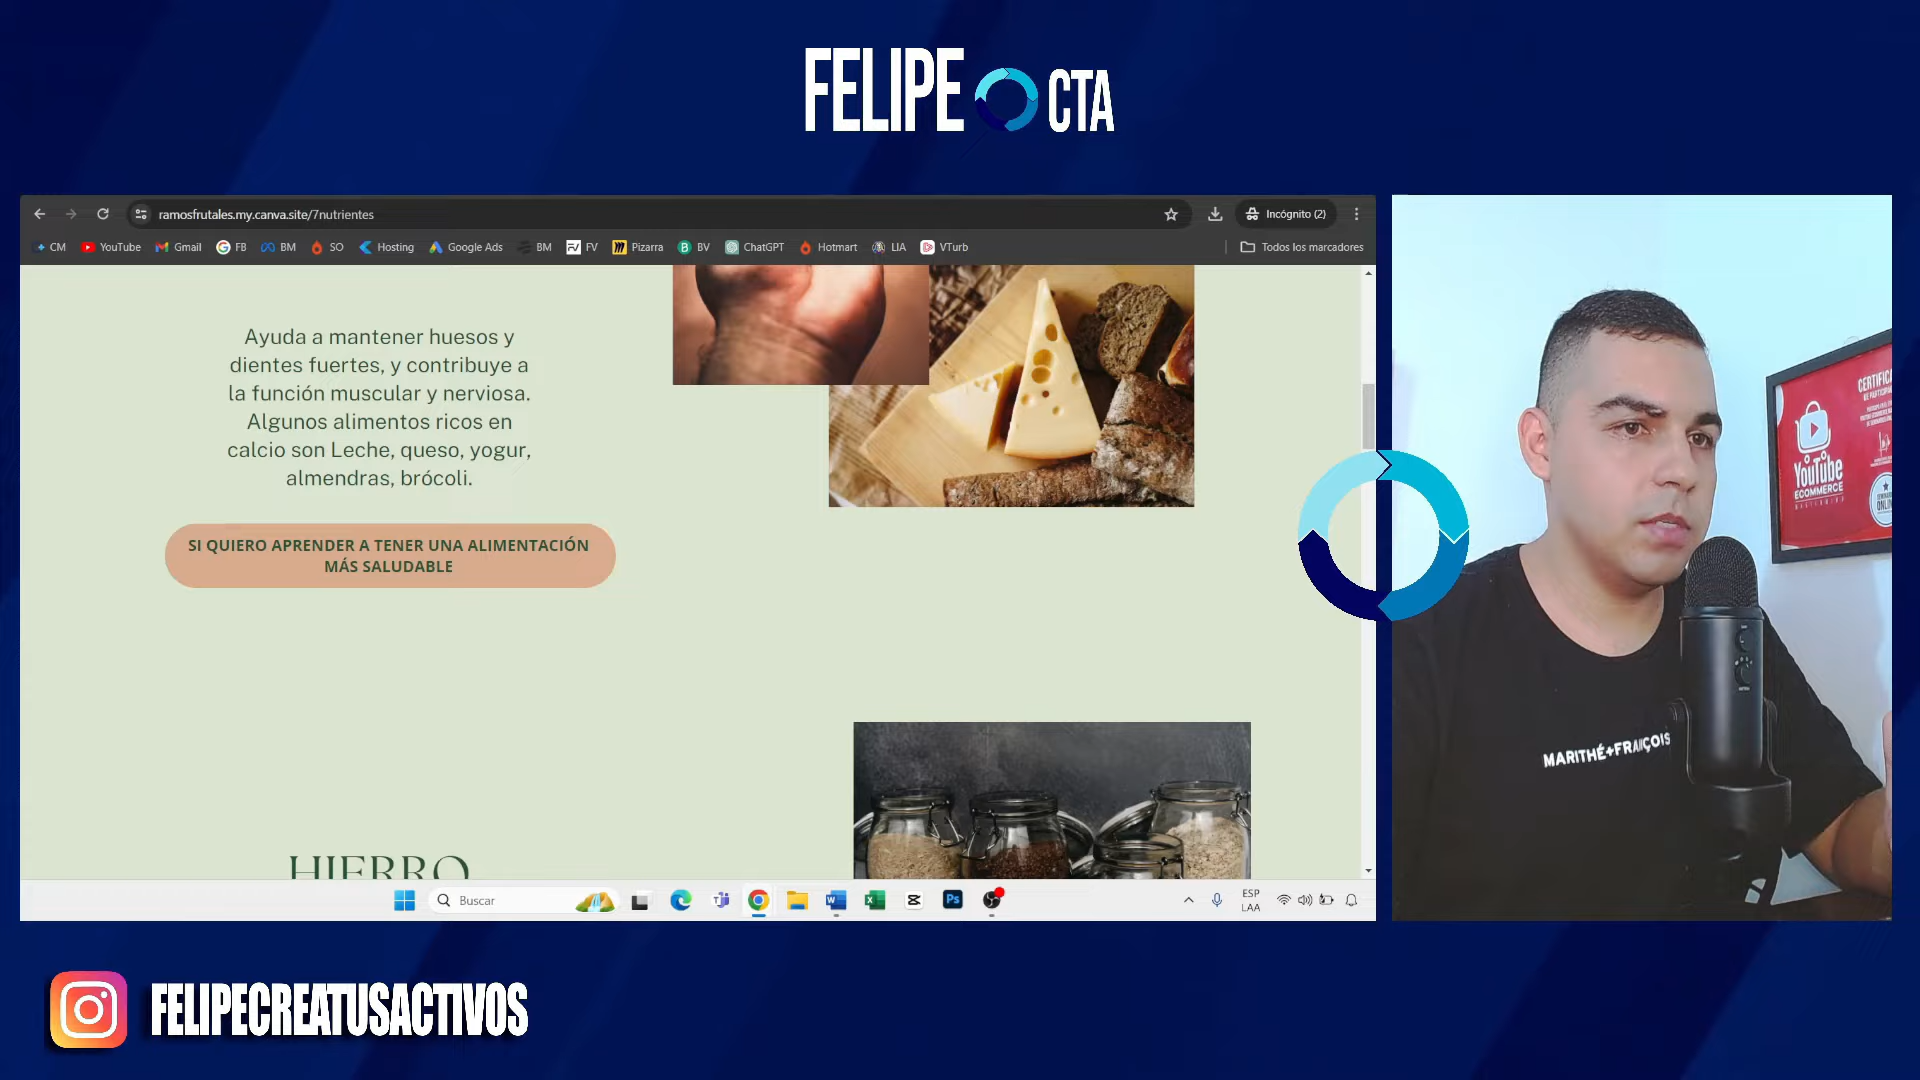 FELIPE CTA
ramosfrutales.my.canva.site/7nutrientes
Incógnito (2)
CM YouTube Gmail FB BM SO Hosting Google Ads BM FV Pizarra BV ChatGPT Hotmart LIA VTurb Todos los marcadores
Ayuda a mantener huesos y
dientes fuertes, y contribuye a
la función muscular y nerviosa.
Algunos alimentos ricos en
calcio son Leche, queso, yogur,
almendras, brócoli.
SI QUIERO APRENDER A TENER UNA ALIMENTACIÓN
MÁS SALUDABLE
HIERRO
Buscar
ESP
LAA
YouTube
ECOMMERCE
MARITHÉ+FRANÇOIS
FELIPECREATUSACTIVOS